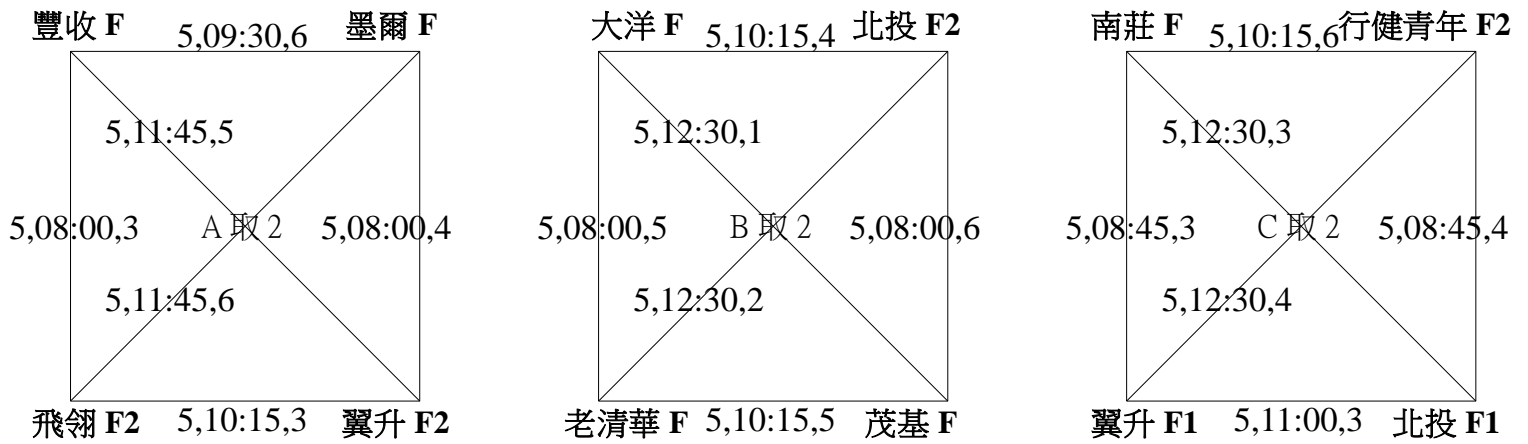 豐收 F 5,09:30,6 墨爾 F 大洋 F 5,10:15,4 北投 F2 南莊 F 5,10:15,6 行健青年 F2
5,11:45,5 5,12:30,1 5,12:30,3
5,08:00,3 A 取 2 5,08:00,4 5,08:00,5 B 取 2 5,08:00,6 5,08:45,3 C 取 2 5,08:45,4
5,11:45,6 5,12:30,2 5,12:30,4
飛翎 F2 5,10:15,3 翼升 F2 老清華 F 5,10:15,5 茂基 F 翼升 F1 5,11:00,3 北投 F1